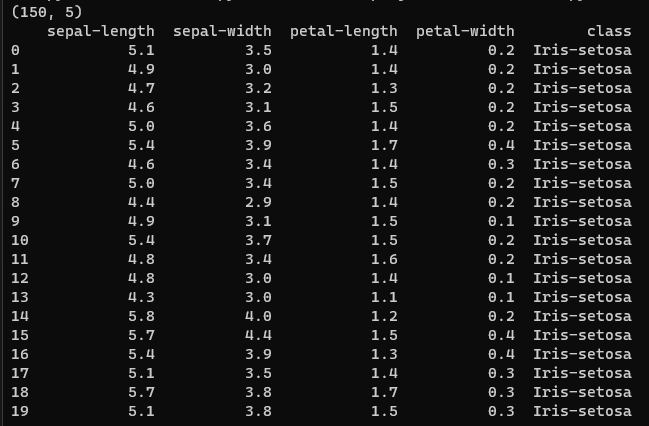 (150, 5)
sepal-length sepal-width petal-length petal-width class
0 5.1 3.5 1.4 0.2 Iris-setosa
1 4.9 3.0 1.4 0.2 Iris-setosa
2 4.7 3.2 1.3 0.2 Iris-setosa
3 4.6 3.1 1.5 0.2 Iris-setosa
4 5.0 3.6 1.4 0.2 Iris-setosa
5 5.4 3.9 1.7 0.4 Iris-setosa
6 4.6 3.4 1.4 0.3 Iris-setosa
7 5.0 3.4 1.5 0.2 Iris-setosa
8 4.4 2.9 1.4 0.2 Iris-setosa
9 4.9 3.1 1.5 0.1 Iris-setosa
10 5.4 3.7 1.5 0.2 Iris-setosa
11 4.8 3.4 1.6 0.2 Iris-setosa
12 4.8 3.0 1.4 0.1 Iris-setosa
13 4.3 3.0 1.1 0.1 Iris-setosa
14 5.8 4.0 1.2 0.2 Iris-setosa
15 5.7 4.4 1.5 0.4 Iris-setosa
16 5.4 3.9 1.3 0.4 Iris-setosa
17 5.1 3.5 1.4 0.3 Iris-setosa
18 5.7 3.8 1.7 0.3 Iris-setosa
19 5.1 3.8 1.5 0.3 Iris-setosa